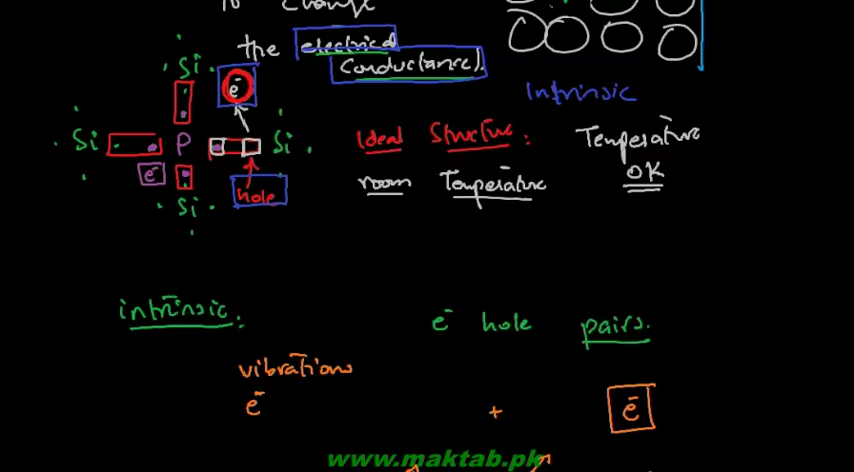 to change
the electrical
Conductance).
Si
e⁻
Intrinsic
Si P Si
Ideal Structure: Temperature
e⁻
hole
room Temperature 0K
Si
intrinsic:
e⁻ hole pairs.
vibrations
e⁻ + e⁻
www.maktab.pk